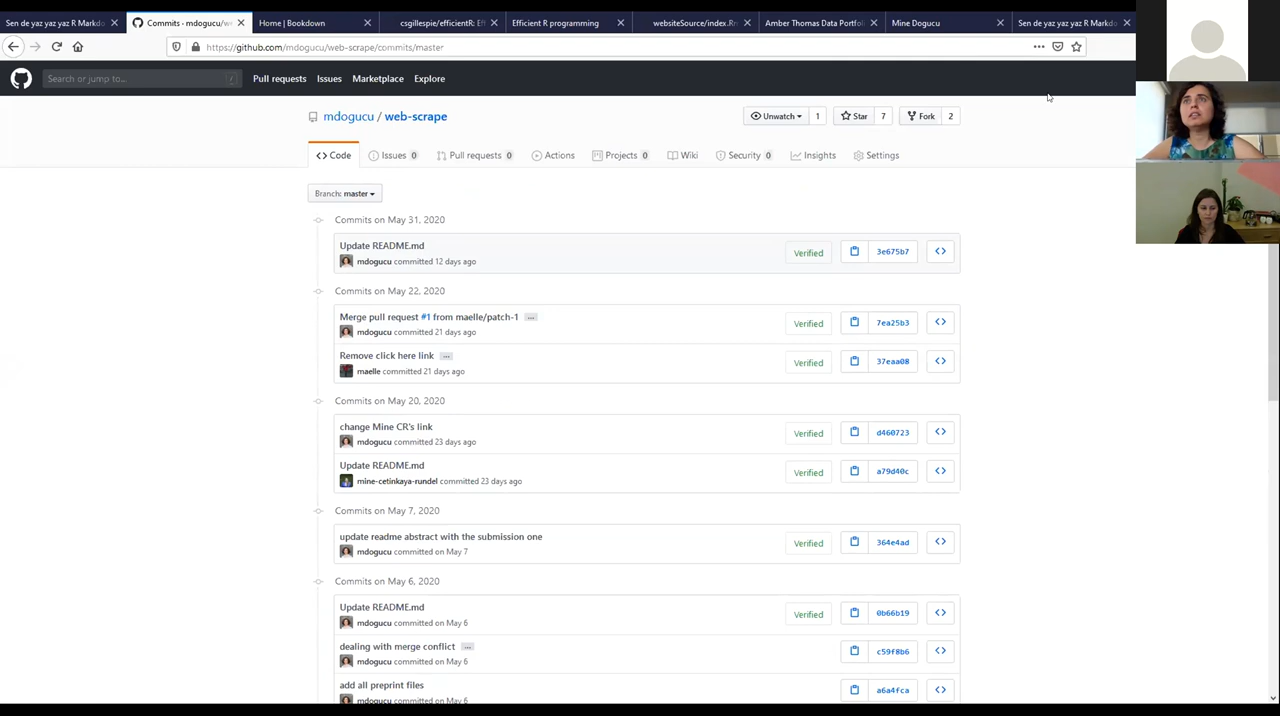 Sen de yaz yaz yaz R Markdo
Commits - mdogucu/we
Home | Bookdown
csgillespie/efficientR: Eff
Efficient R programming
websiteSource/index.Rm
Amber Thomas Data Portfol
Mine Dogucu
Sen de yaz yaz yaz R Markdo
https://github.com/mdogucu/web-scrape/commits/master
Search or jump to... /
Pull requests Issues Marketplace Explore
mdogucu / web-scrape
Unwatch 1 Star 7 Fork 2
Code Issues 0 Pull requests 0 Actions Projects 0 Wiki Security 0 Insights Settings
Branch: master
Commits on May 31, 2020
Update README.md
mdogucu committed 12 days ago
Verified 3e675b7
Commits on May 22, 2020
Merge pull request #1 from maelle/patch-1 ...
mdogucu committed 21 days ago
Verified 7ea25b3
Remove click here link ...
maelle committed 21 days ago
Verified 37eaa08
Commits on May 20, 2020
change Mine CR's link
mdogucu committed 23 days ago
Verified d460723
Update README.md
mine-cetinkaya-rundel committed 23 days ago
Verified a79d40c
Commits on May 7, 2020
update readme abstract with the submission one
mdogucu committed on May 7
Verified 364e4ad
Commits on May 6, 2020
Update README.md
mdogucu committed on May 6
Verified 0b66b19
dealing with merge conflict ...
mdogucu committed on May 6
c59f8b6
add all preprint files
mdogucu committed on May 6
a6a4fca